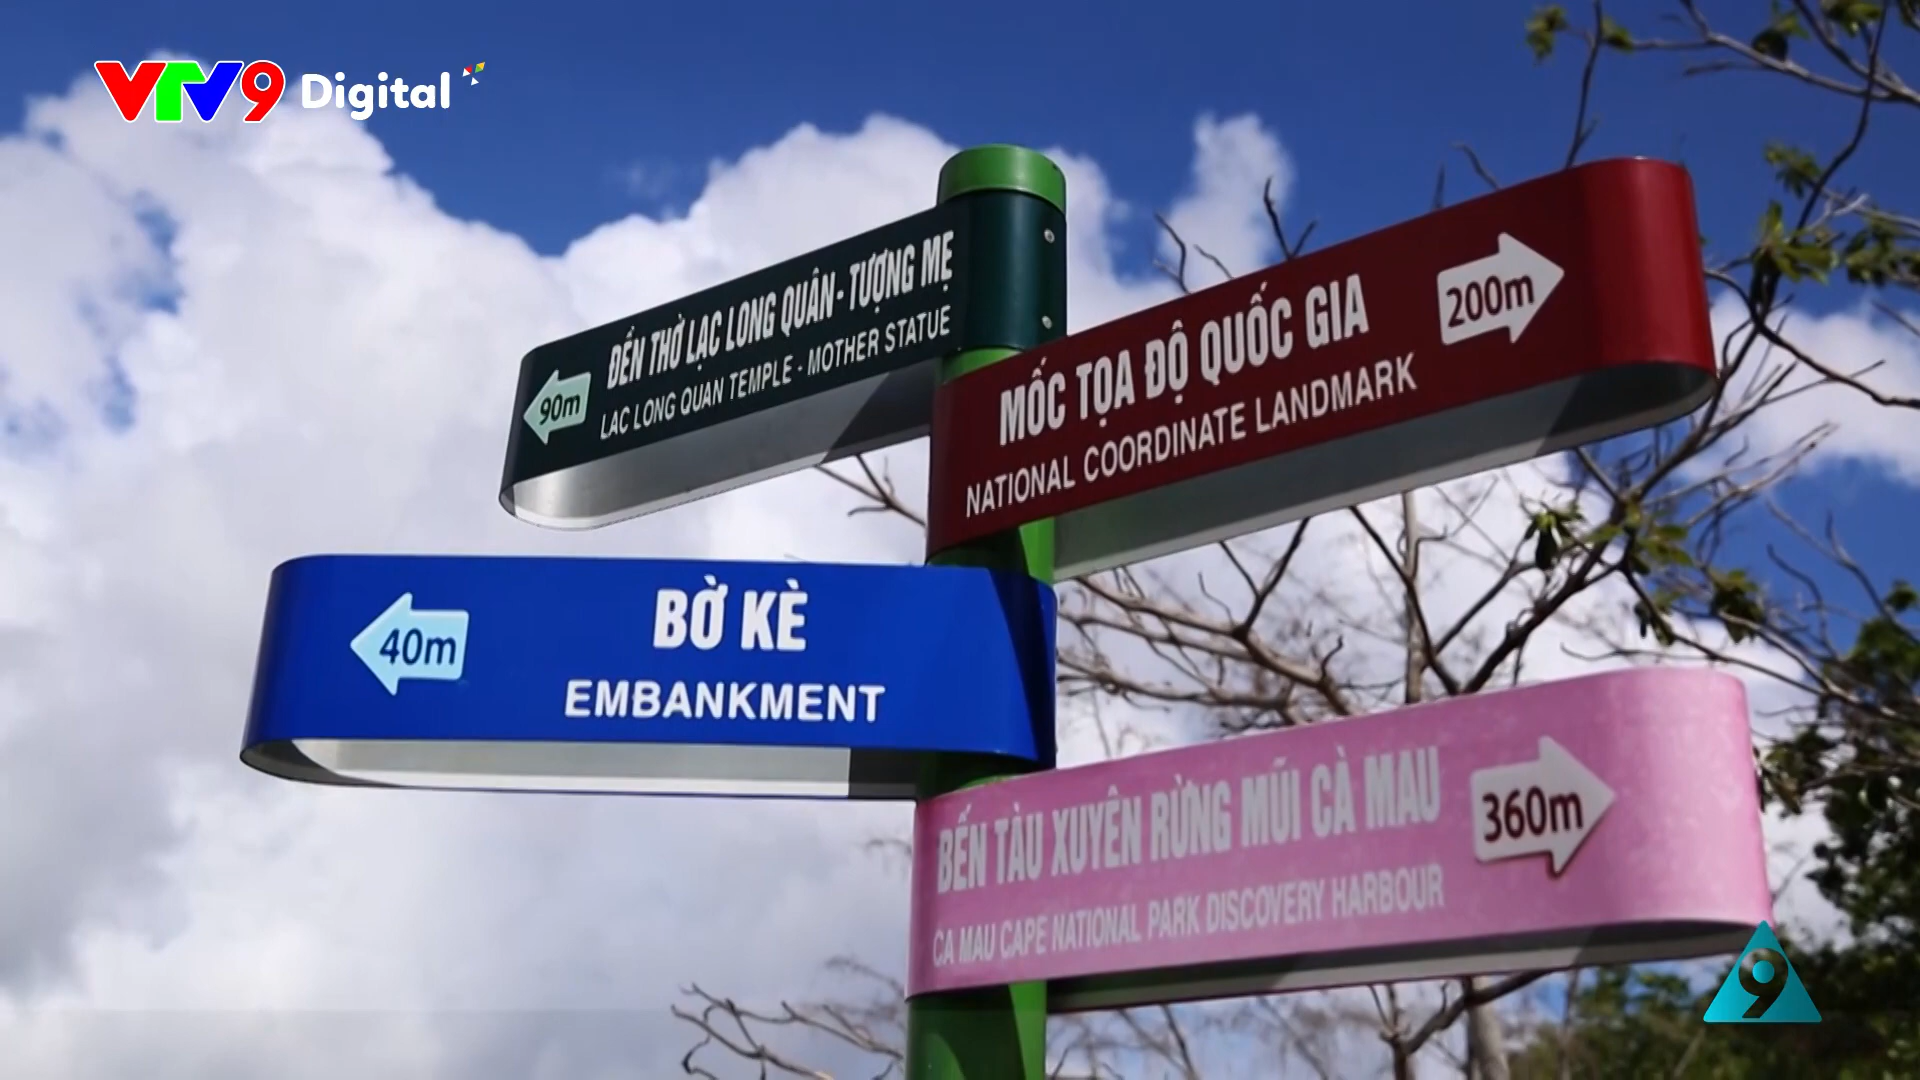 VTV9 Digital
ĐỀN THỜ LẠC LONG QUÂN - TƯỢNG MẸ
LAC LONG QUAN TEMPLE - MOTHER STATUE
90m
MỐC TỌA ĐỘ QUỐC GIA
NATIONAL COORDINATE LANDMARK
200m
BỜ KÈ
EMBANKMENT
40m
BẾN TÀU XUYÊN RỪNG MŨI CÀ MAU
CA MAU CAPE NATIONAL PARK DISCOVERY HARBOUR
360m
9